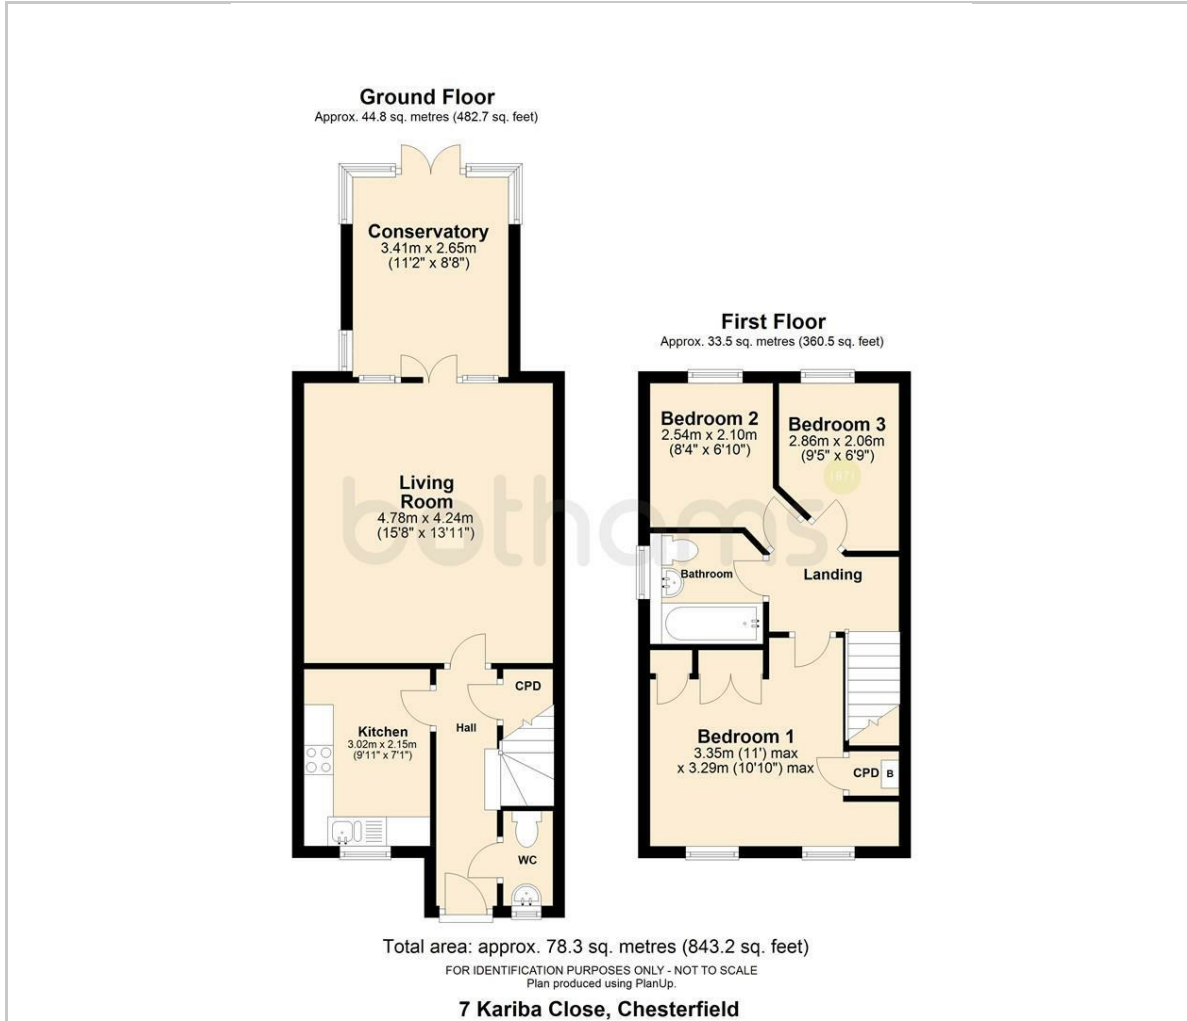 Ground Floor
Approx. 44.8 sq. metres (482.7 sq. feet)
Conservatory
3.41m x 2.65m
(11'2" x 8'8")
Living
Room
4.78m x 4.24m
(15'8" x 13'11")
Kitchen
3.02m x 2.15m
(9'11" x 7'1")
Hall
CPD
WC
First Floor
Approx. 33.5 sq. metres (360.5 sq. feet)
Bedroom 2
2.54m x 2.10m
(8'4" x 6'10")
Bedroom 3
2.86m x 2.06m
(9'5" x 6'9")
Bathroom
Landing
Bedroom 1
3.35m (11') max
x 3.29m (10'10") max
CPD
B
bothams
1871
Total area: approx. 78.3 sq. metres (843.2 sq. feet)
FOR IDENTIFICATION PURPOSES ONLY - NOT TO SCALE
Plan produced using PlanUp.
7 Kariba Close, Chesterfield